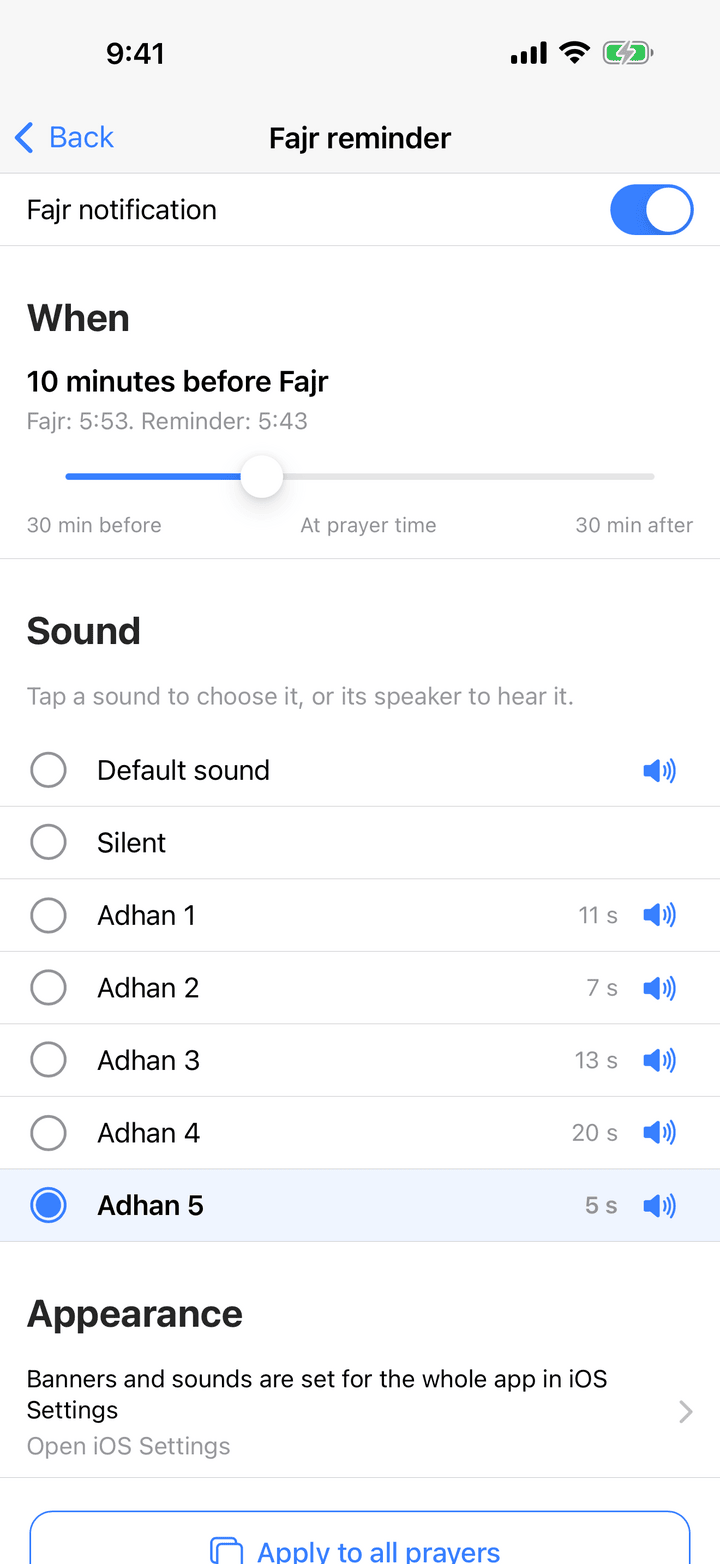 9:41
Back
Fajr reminder
Fajr notification
When
10 minutes before Fajr
Fajr: 5:53. Reminder: 5:43
30 min before At prayer time 30 min after
Sound
Tap a sound to choose it, or its speaker to hear it.
Default sound
Silent
Adhan 1 11 s
Adhan 2 7 s
Adhan 3 13 s
Adhan 4 20 s
Adhan 5 5 s
Appearance
Banners and sounds are set for the whole app in iOS
Settings
Open iOS Settings
Apply to all prayers